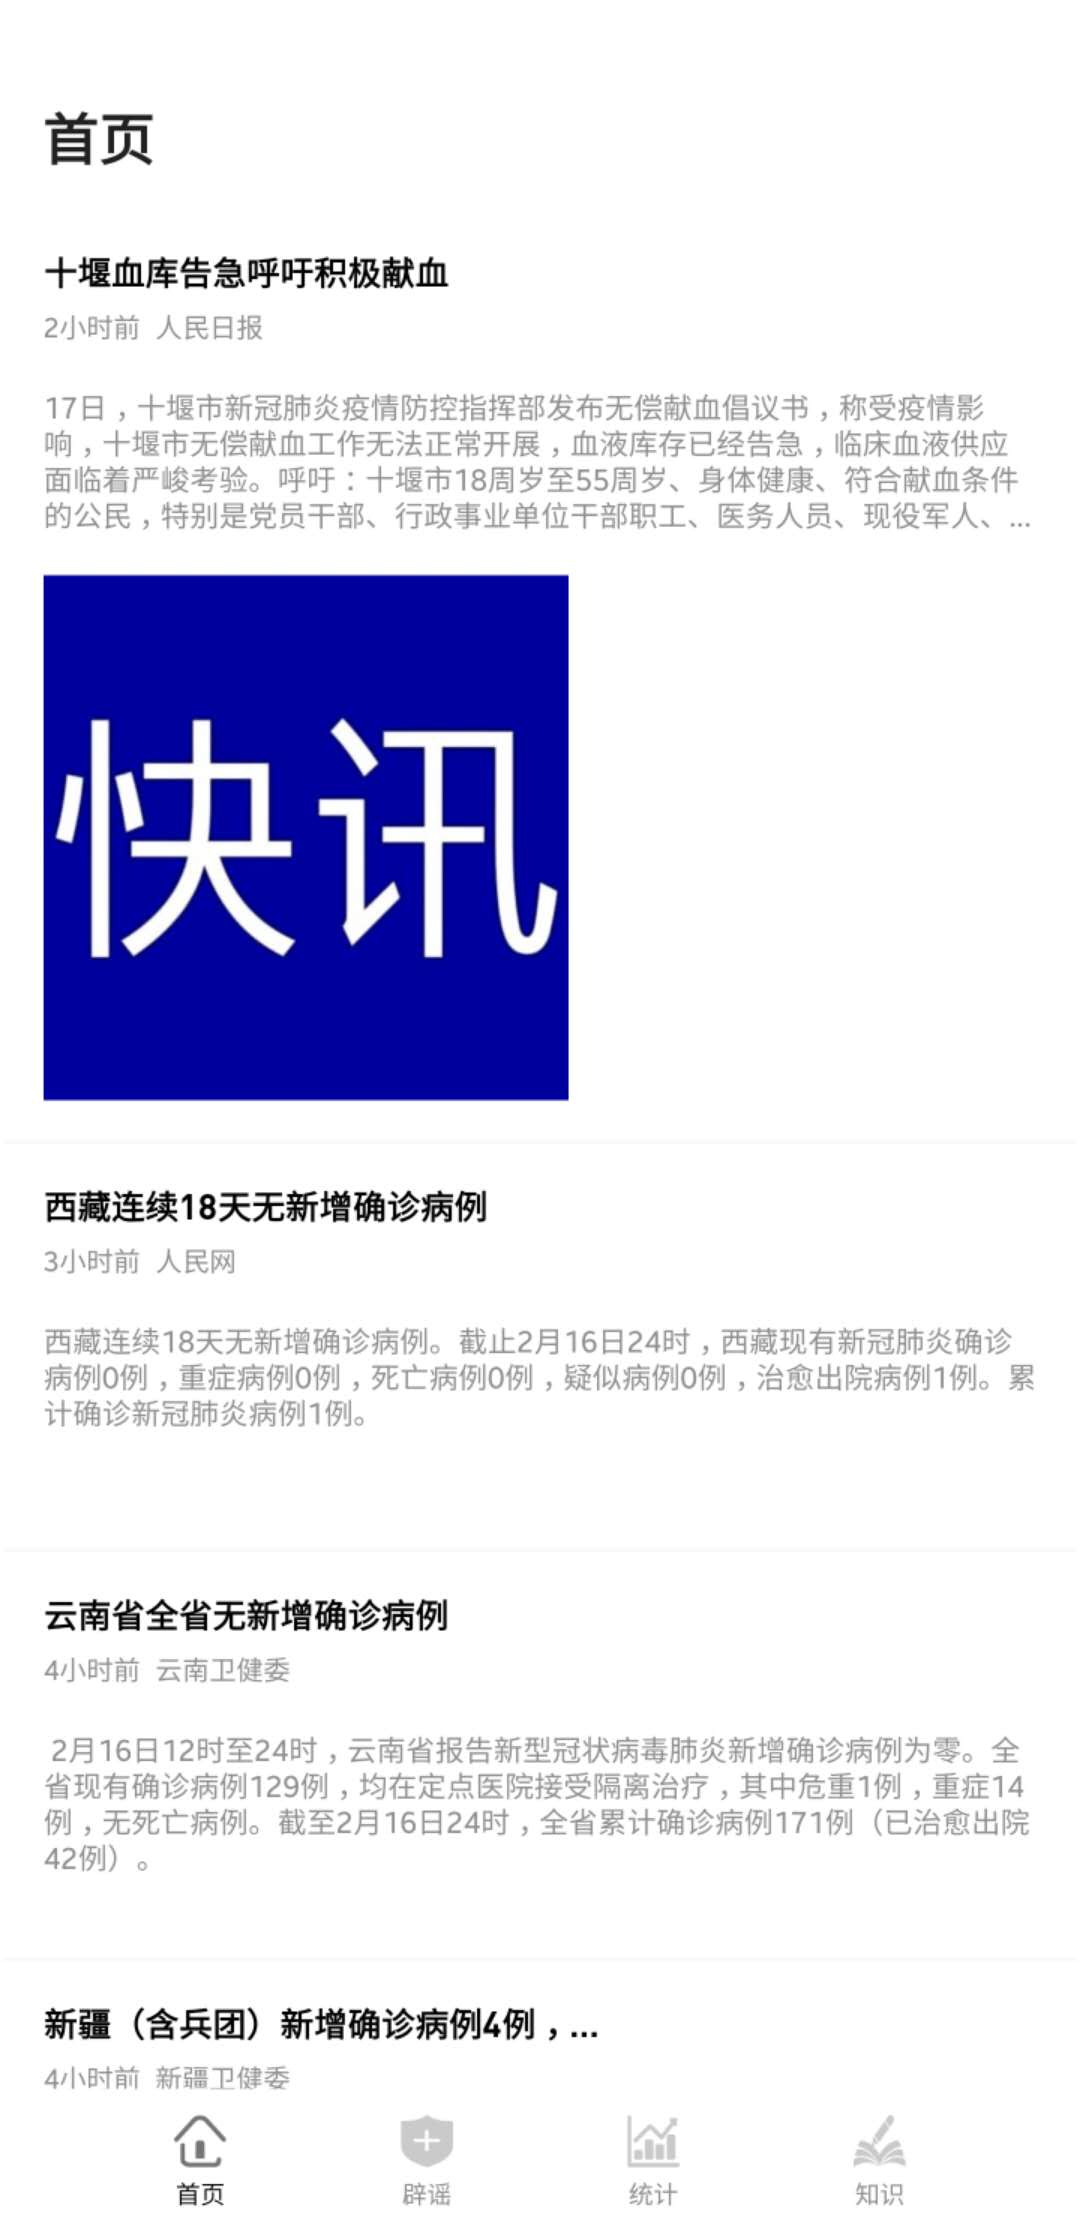 首页
十堰血库告急呼吁积极献血
2小时前 人民日报
17日，十堰市新冠肺炎疫情防控指挥部发布无偿献血倡议书，称受疫情影
响，十堰市无偿献血工作无法正常开展，血液库存已经告急，临床血液供应
面临着严峻考验。呼吁：十堰市18周岁至55周岁、身体健康、符合献血条件
的公民，特别是党员干部、行政事业单位干部职工、医务人员、现役军人、...
快讯
西藏连续18天无新增确诊病例
3小时前 人民网
西藏连续18天无新增确诊病例。截止2月16日24时，西藏现有新冠肺炎确诊
病例0例，重症病例0例，死亡病例0例，疑似病例0例，治愈出院病例1例。累
计确诊新冠肺炎病例1例。
云南省全省无新增确诊病例
4小时前 云南卫健委
2月16日12时至24时，云南省报告新型冠状病毒肺炎新增确诊病例为零。全
省现有确诊病例129例，均在定点医院接受隔离治疗，其中危重1例，重症14
例，无死亡病例。截至2月16日24时，全省累计确诊病例171例（已治愈出院
42例）。
新疆（含兵团）新增确诊病例4例，...
4小时前 新疆卫健委
首页 辟谣 统计 知识